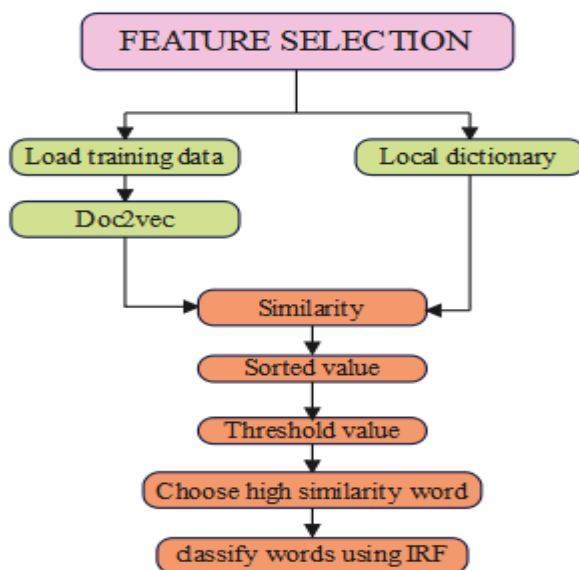 FEATURE SELECTION
Load training data
Local dictionary
Doc2vec
Similarity
Sorted value
Threshold value
Choose high similarity word
classify words using IRF